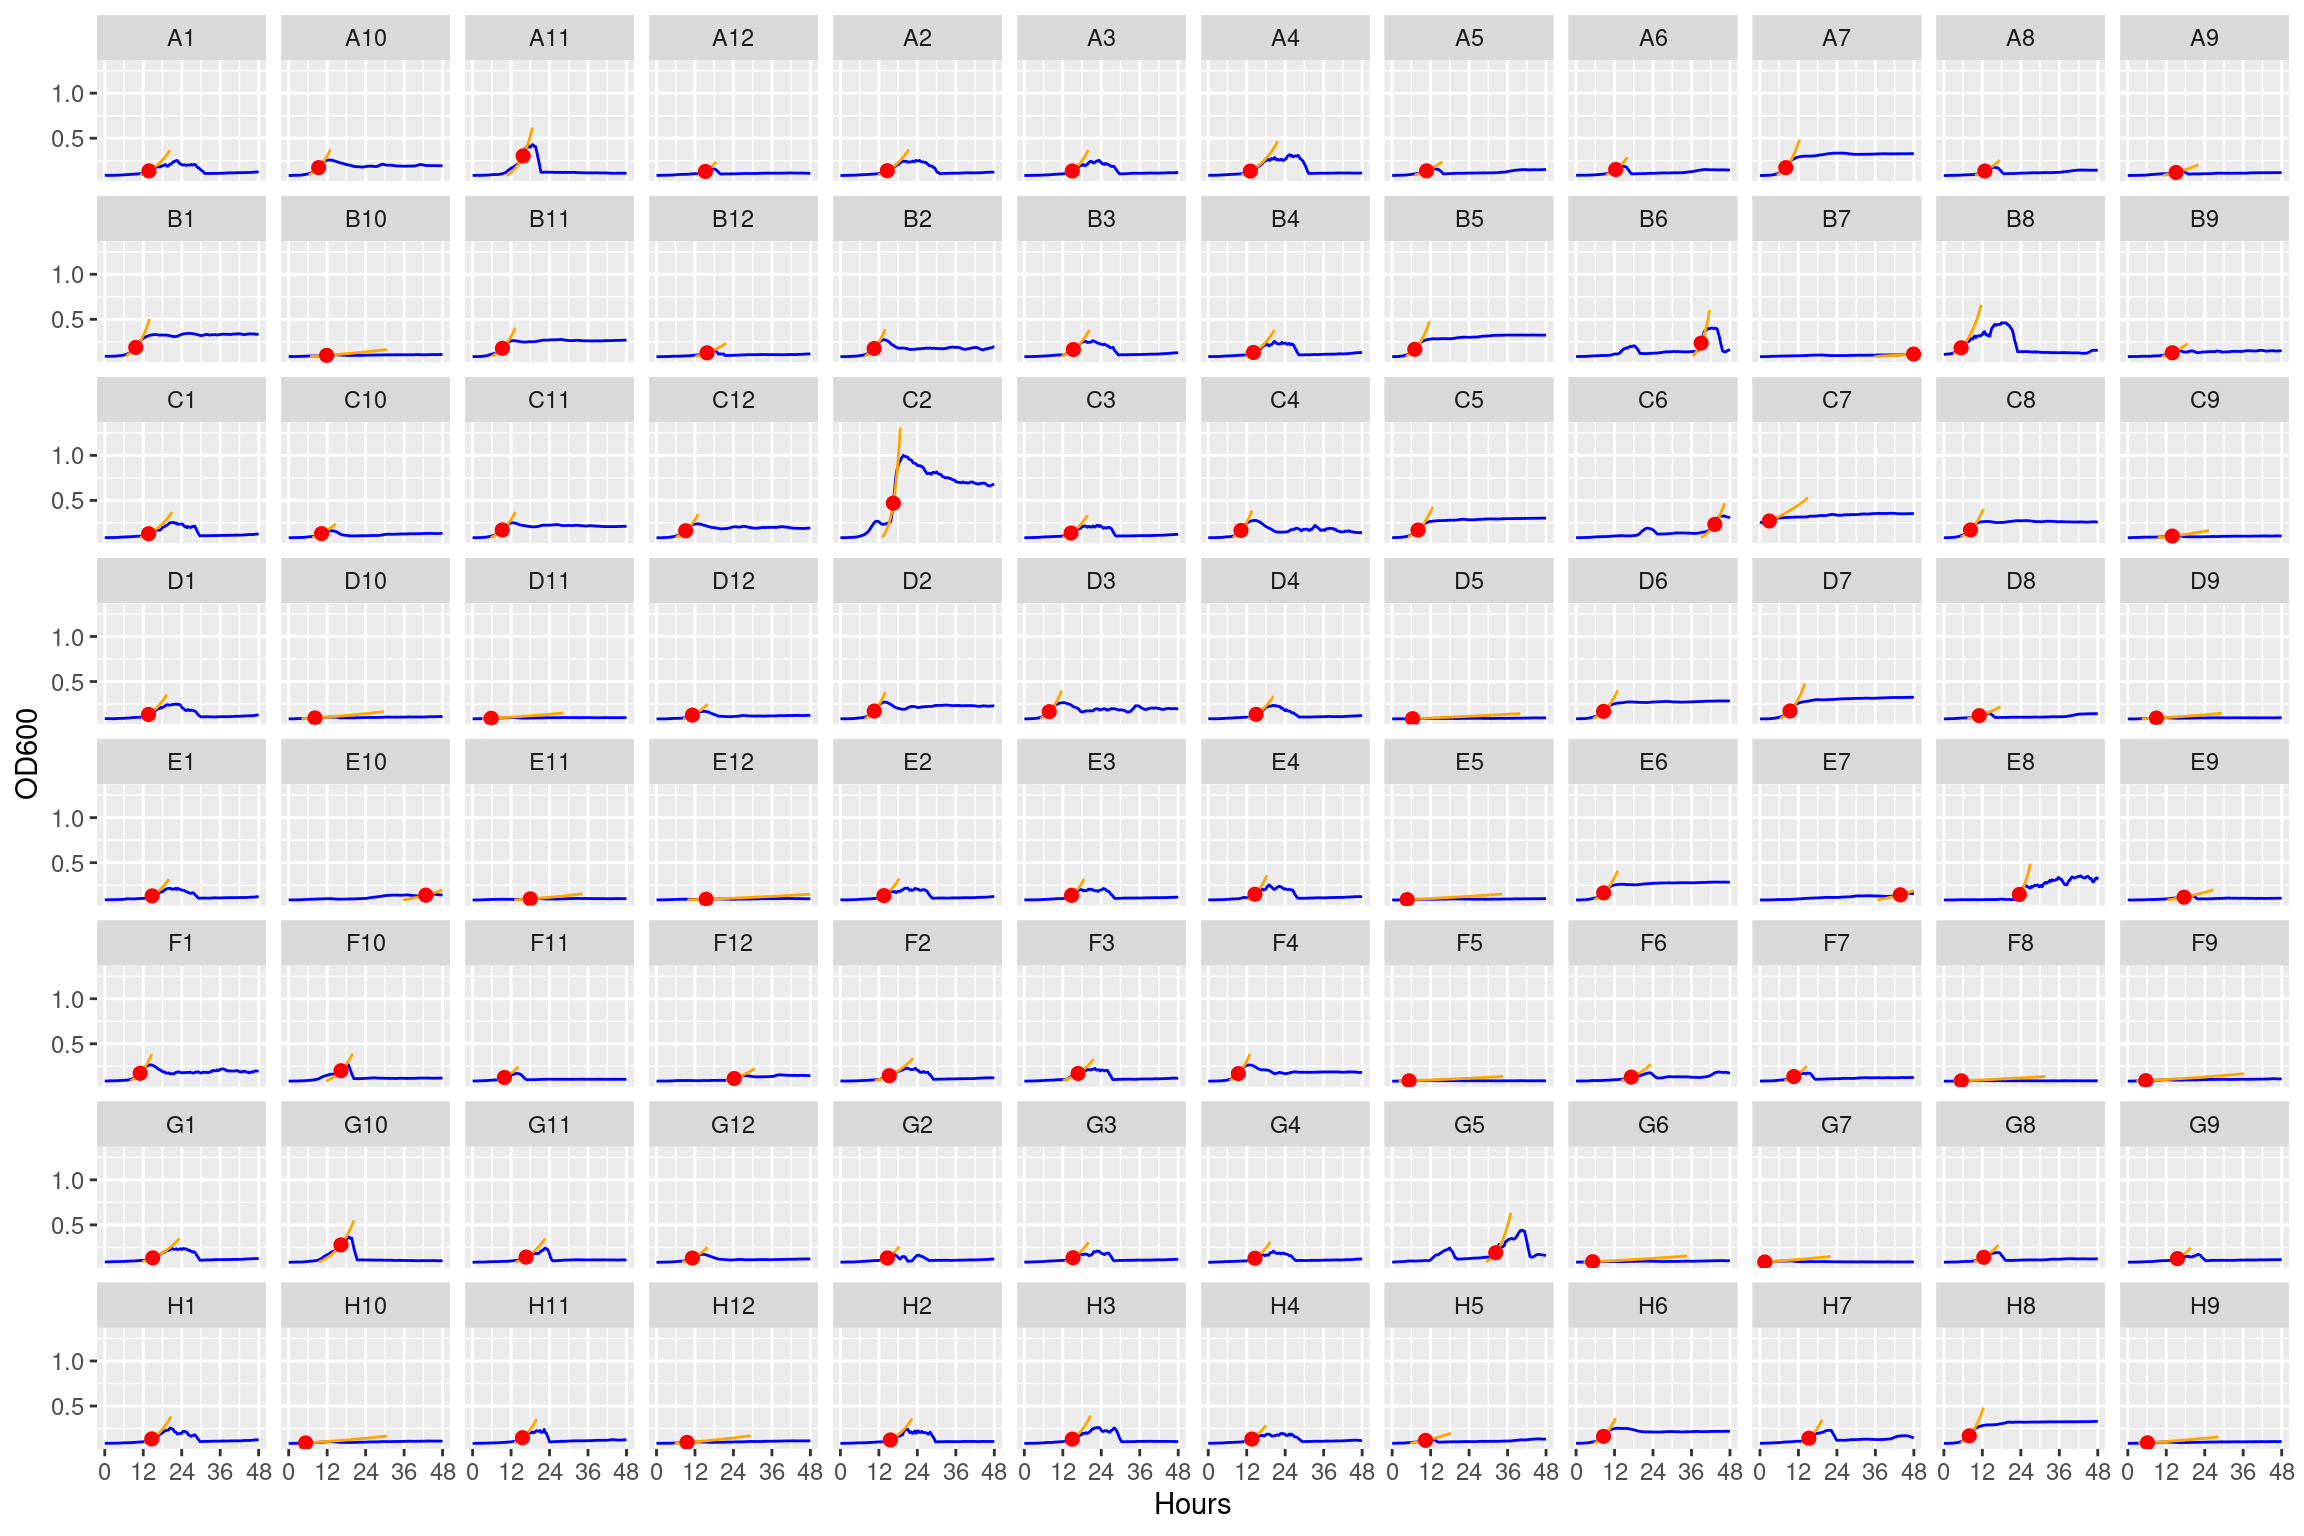 A1 A10 A11 A12 A2 A3 A4 A5 A6 A7 A8 A9
1.0
0.5
B1 B10 B11 B12 B2 B3 B4 B5 B6 B7 B8 B9
1.0
0.5
C1 C10 C11 C12 C2 C3 C4 C5 C6 C7 C8 C9
1.0
0.5
D1 D10 D11 D12 D2 D3 D4 D5 D6 D7 D8 D9
1.0
0.5
OD600
E1 E10 E11 E12 E2 E3 E4 E5 E6 E7 E8 E9
1.0
0.5
F1 F10 F11 F12 F2 F3 F4 F5 F6 F7 F8 F9
1.0
0.5
G1 G10 G11 G12 G2 G3 G4 G5 G6 G7 G8 G9
1.0
0.5
H1 H10 H11 H12 H2 H3 H4 H5 H6 H7 H8 H9
1.0
0.5
0 12 24 36 48 0 12 24 36 48 0 12 24 36 48 0 12 24 36 48 0 12 24 36 48 0 12 24 36 48 0 12 24 36 48 0 12 24 36 48 0 12 24 36 48 0 12 24 36 48 0 12 24 36 48 0 12 24 36 48
Hours